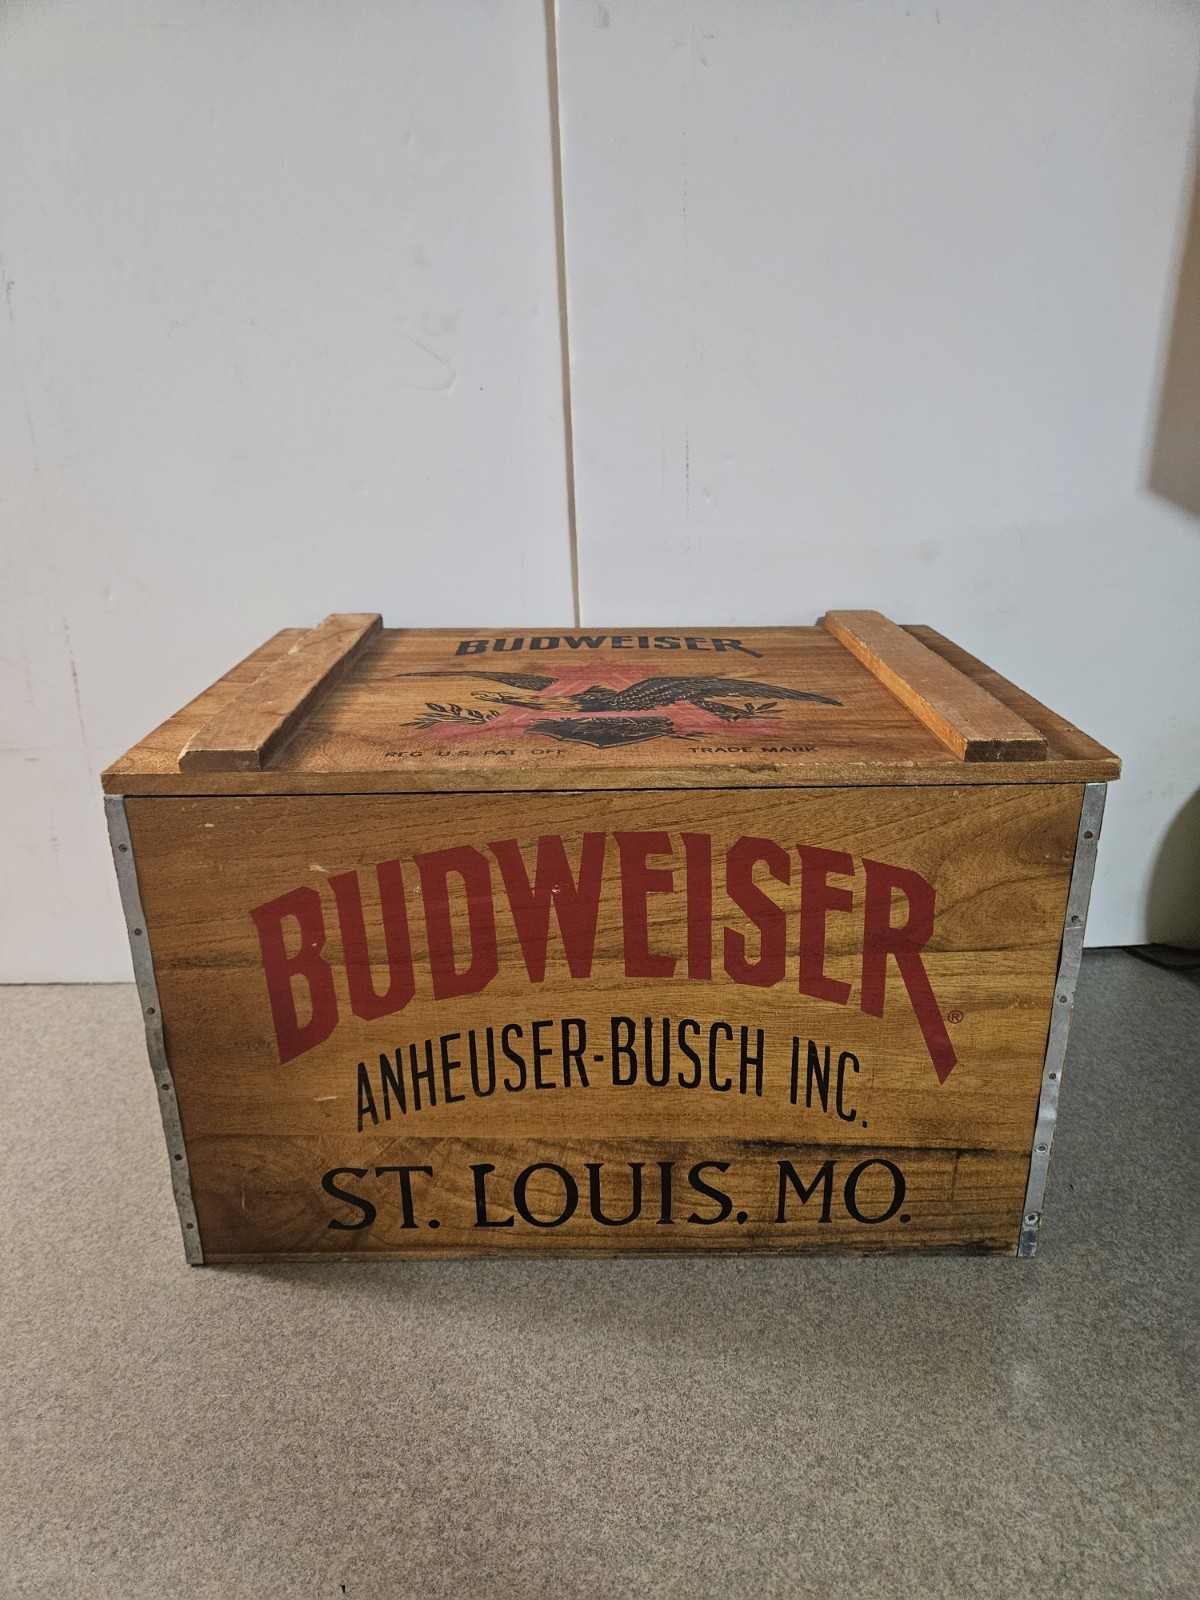 BUDWEISER
REG. U.S. PAT. OFF. TRADE MARK
BUDWEISER®
ANHEUSER-BUSCH INC.
ST. LOUIS. MO.